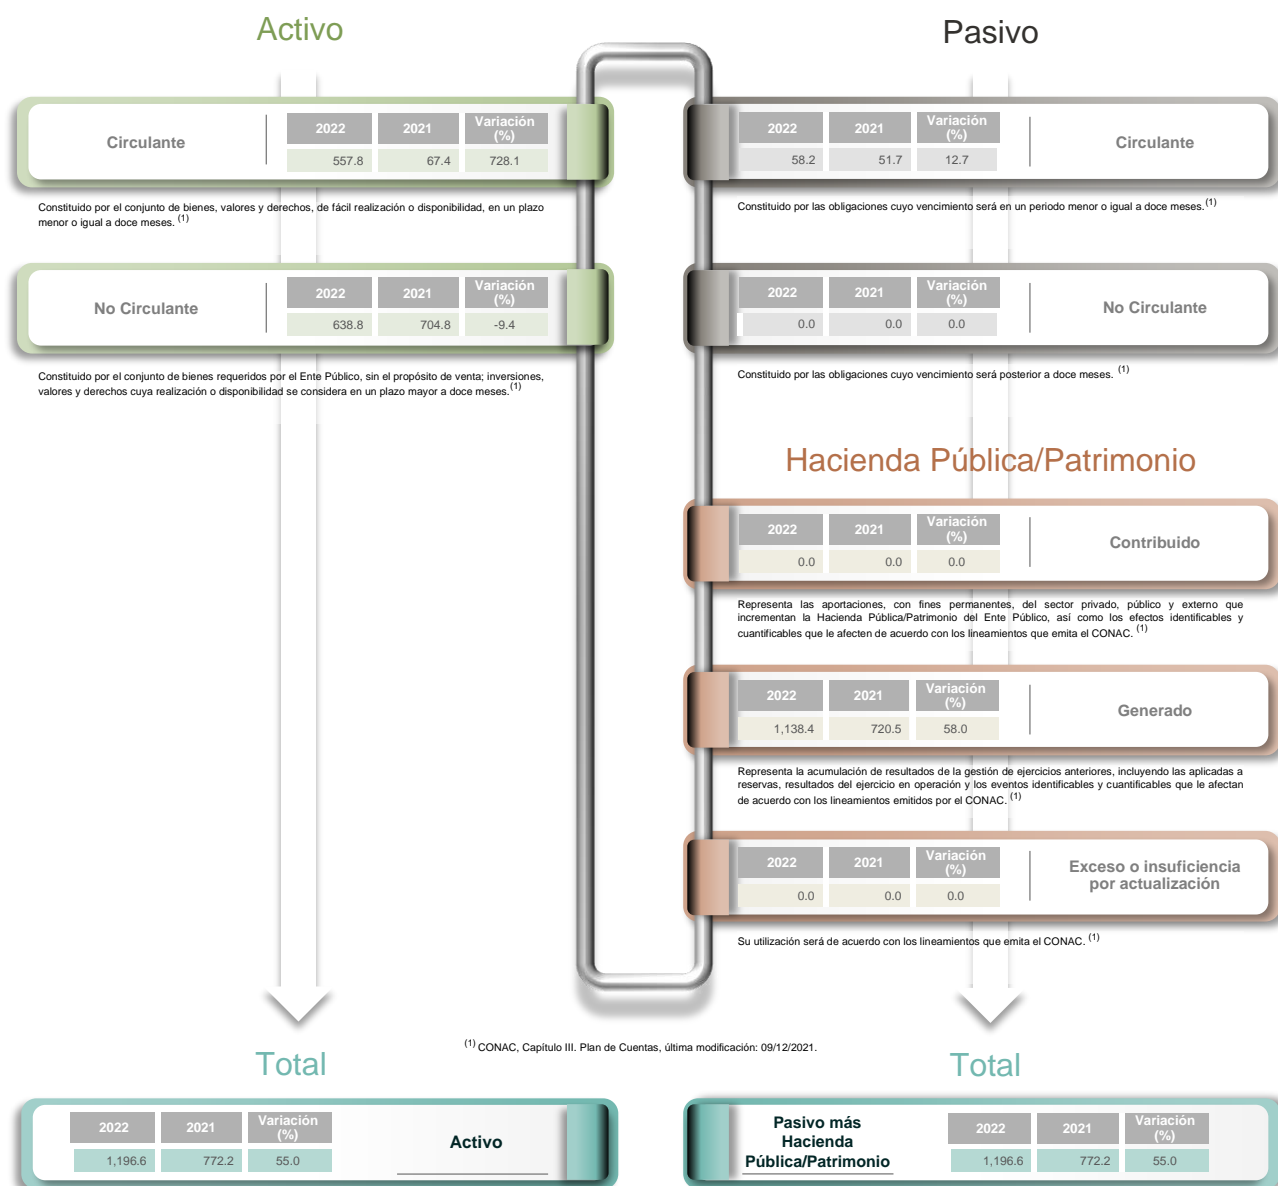 Activo
Circulante
2022 2021 Variación (%)
557.8 67.4 728.1
Constituido por el conjunto de bienes, valores y derechos, de fácil realización o disponibilidad, en un plazo
menor o igual a doce meses. (1)
No Circulante
2022 2021 Variación (%)
638.8 704.8 -9.4
Constituido por el conjunto de bienes requeridos por el Ente Público, sin el propósito de venta; inversiones,
valores y derechos cuya realización o disponibilidad se considera en un plazo mayor a doce meses. (1)
Pasivo
2022 2021 Variación (%)
58.2 51.7 12.7
Circulante
Constituido por las obligaciones cuyo vencimiento será en un periodo menor o igual a doce meses. (1)
2022 2021 Variación (%)
0.0 0.0 0.0
No Circulante
Constituido por las obligaciones cuyo vencimiento será posterior a doce meses. (1)
Hacienda Pública/Patrimonio
2022 2021 Variación (%)
0.0 0.0 0.0
Contribuido
Representa las aportaciones, con fines permanentes, del sector privado, público y externo que
incrementan la Hacienda Pública/Patrimonio del Ente Público, así como los efectos identificables y
cuantificables que le afecten de acuerdo con los lineamientos que emita el CONAC. (1)
2022 2021 Variación (%)
1,138.4 720.5 58.0
Generado
Representa la acumulación de resultados de la gestión de ejercicios anteriores, incluyendo las aplicadas a
reservas, resultados del ejercicio en operación y los eventos identificables y cuantificables que le afectan
de acuerdo con los lineamientos emitidos por el CONAC. (1)
2022 2021 Variación (%)
0.0 0.0 0.0
Exceso o insuficiencia
por actualización
Su utilización será de acuerdo con los lineamientos que emita el CONAC. (1)
(1) CONAC, Capítulo III. Plan de Cuentas, última modificación: 09/12/2021.
Total
2022 2021 Variación (%)
1,196.6 772.2 55.0
Activo
Total
Pasivo más
Hacienda
Pública/Patrimonio
2022 2021 Variación (%)
1,196.6 772.2 55.0